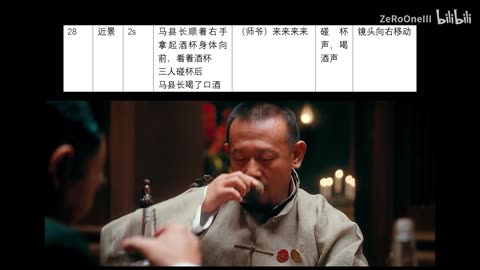 ZeRoOneIII bilibili
28 近景 2s 马县长顺着右手 （师爷）来来来来 碰杯 镜头向右移动
拿起酒杯身体向 声，喝
前，看着酒杯 酒声
三人碰杯后
马县长喝了口酒